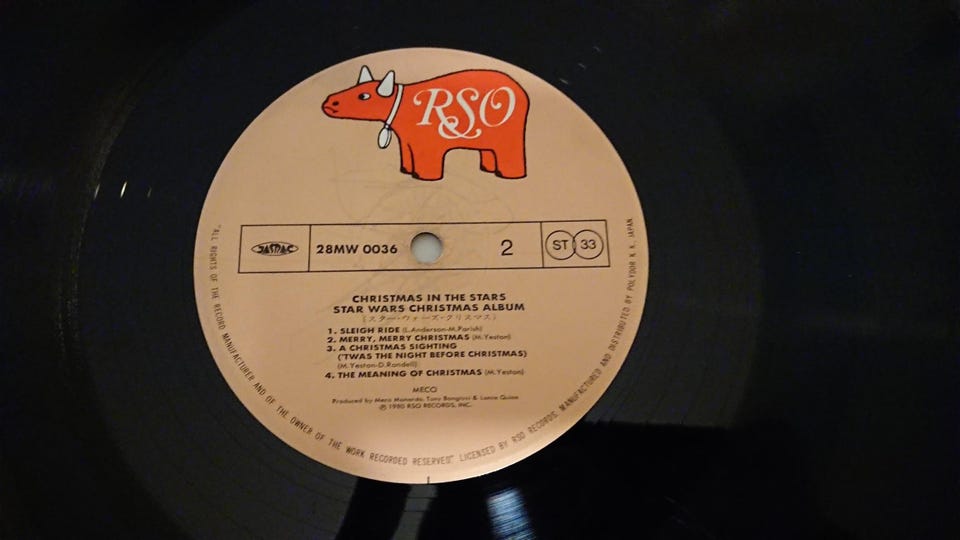 RSO
JASRAC
28MW 0036
2
ST 33
CHRISTMAS IN THE STARS
STAR WARS CHRISTMAS ALBUM
(スター・ウォーズ・クリスマス)
1. SLEIGH RIDE (L.Anderson-M.Parish)
2. MERRY, MERRY CHRISTMAS (M.Yeston)
3. A CHRISTMAS SIGHTING
("TWAS THE NIGHT BEFORE CHRISTMAS)
(M.Yeston-D.Randell)
4. THE MEANING OF CHRISTMAS (M.Yeston)
MECO
Produced by Meco Monardo, Tony Bongiovi & Lance Quinn
℗ 1980 RSO RECORDS, INC.
"ALL RIGHTS OF THE RECORD MANUFACTURER AND OF THE OWNER OF THE WORK RECORDED RESERVED" LICENSED BY RSO RECORDS, MANUFACTURED AND DISTRIBUTED BY POLYDOR K.K., JAPAN